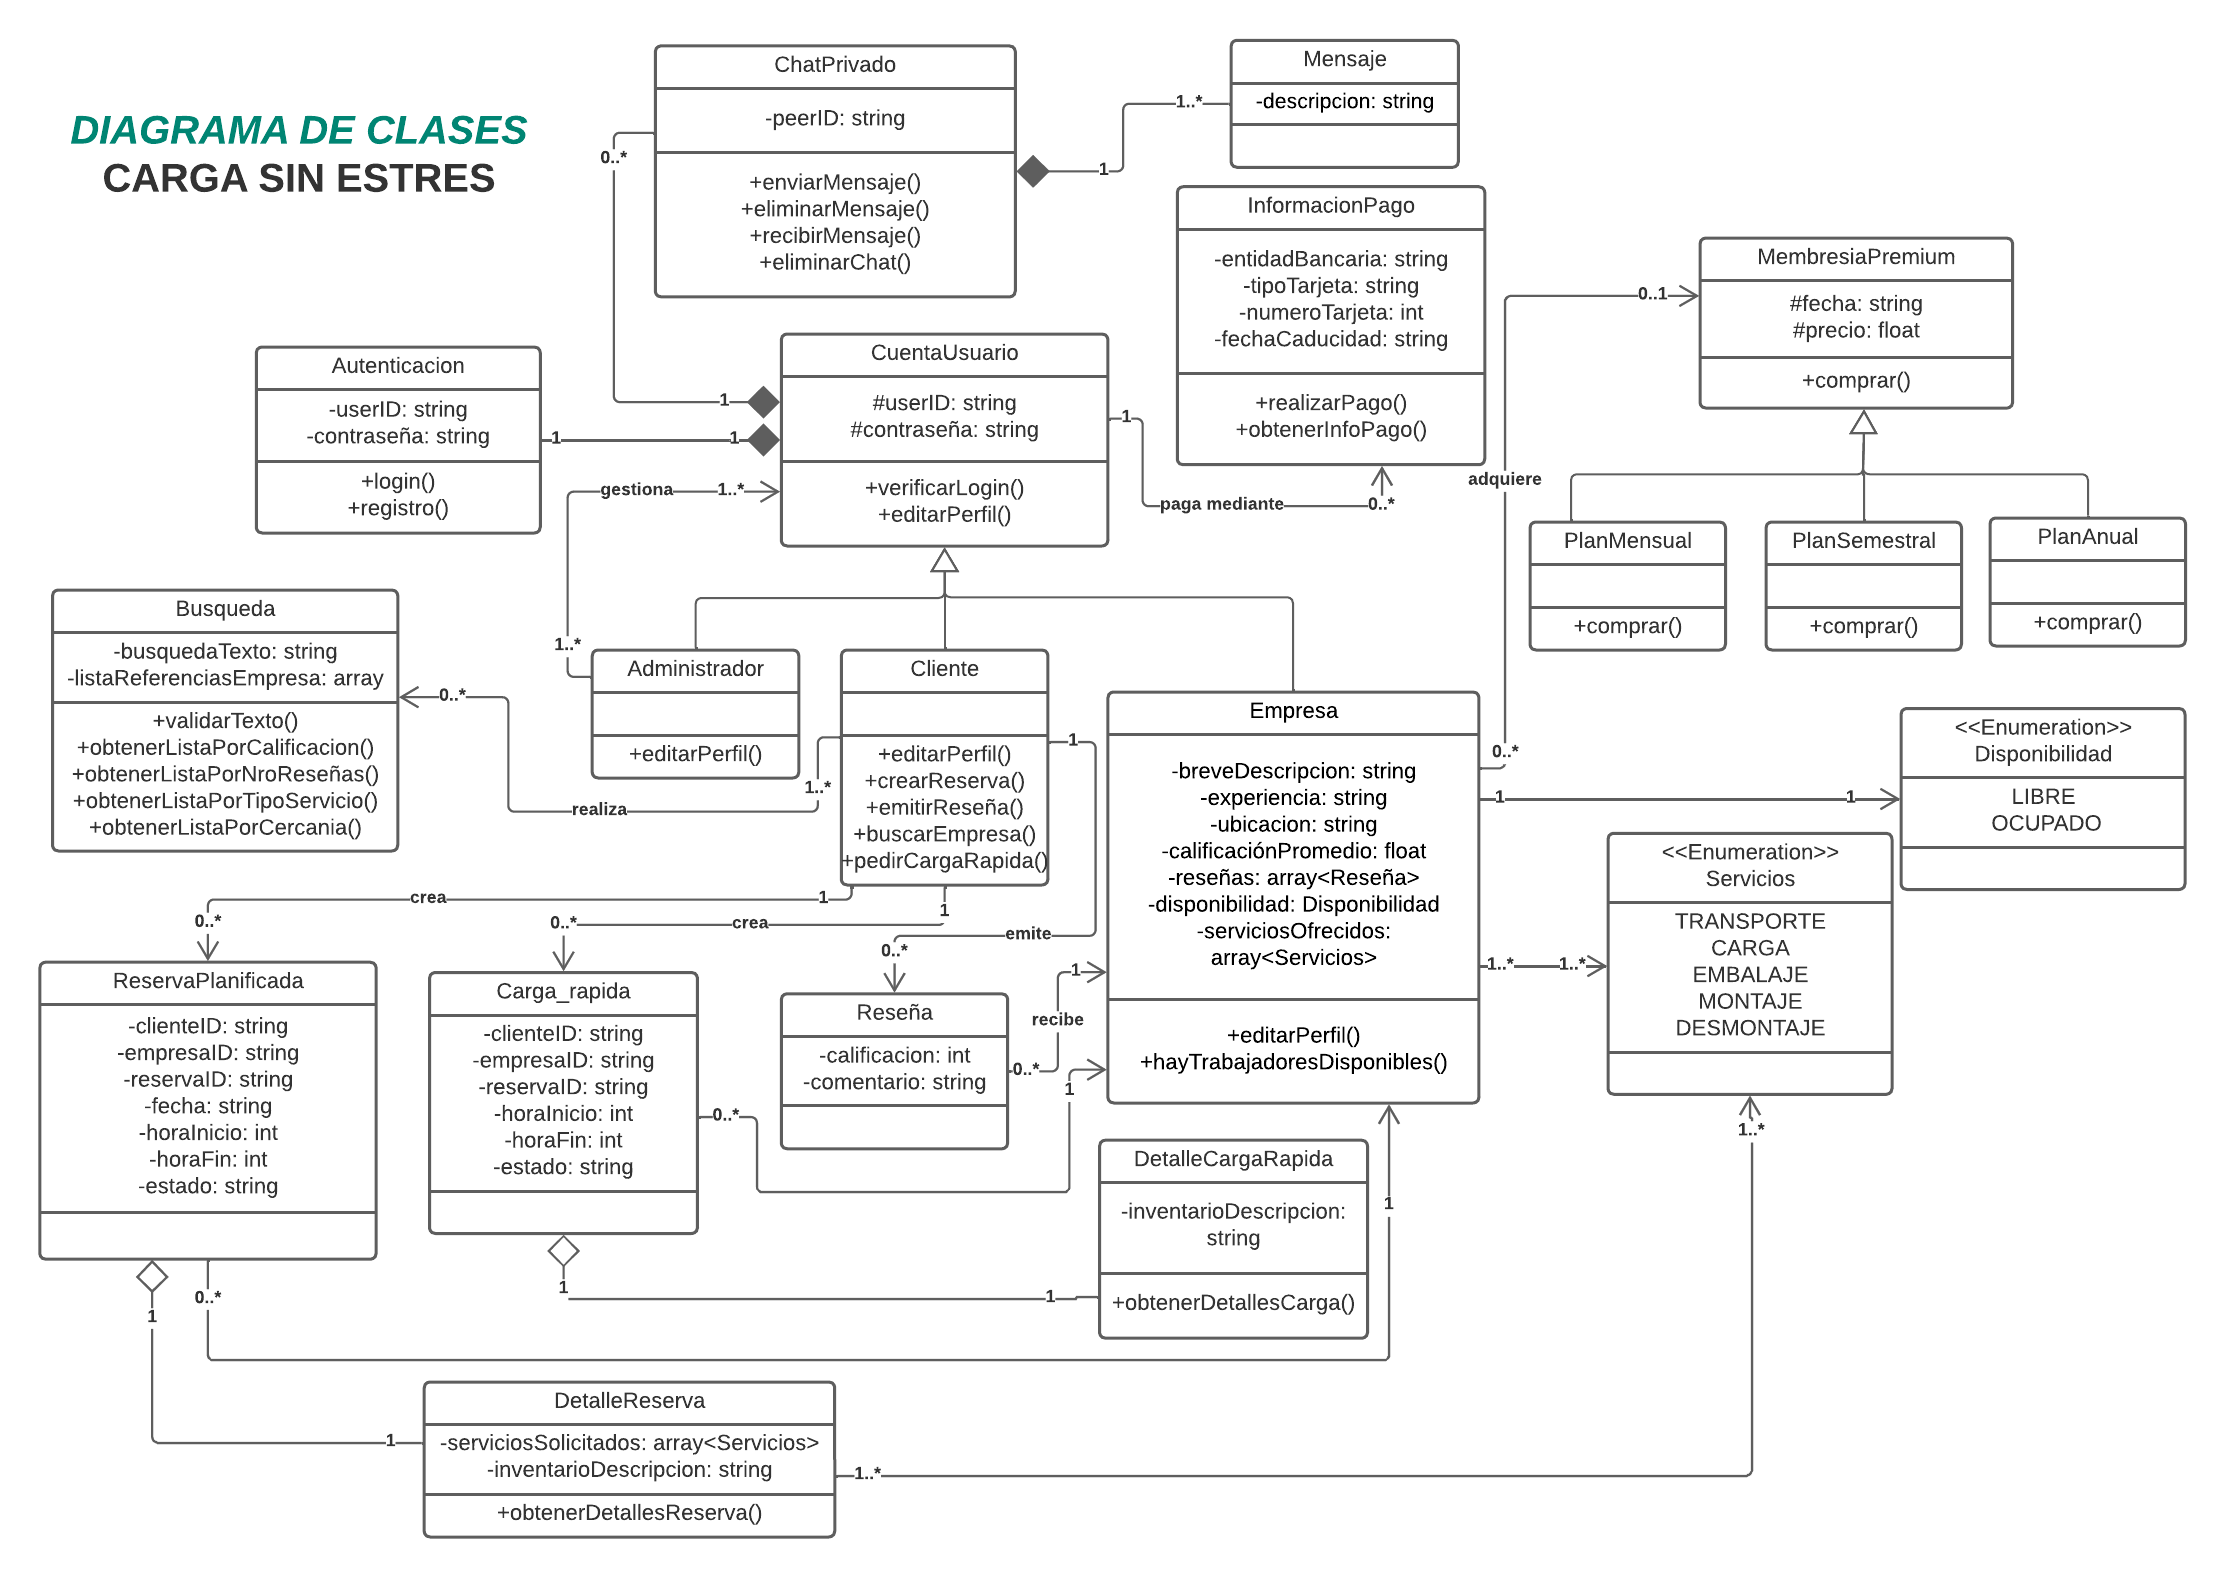 DIAGRAMA DE CLASES
CARGA SIN ESTRES
ChatPrivado
-peerID: string
+enviarMensaje()
+eliminarMensaje()
+recibirMensaje()
+eliminarChat()
0..*
1
1..*
Mensaje
-descripcion: string
InformacionPago
-entidadBancaria: string
-tipoTarjeta: string
-numeroTarjeta: int
-fechaCaducidad: string
+realizarPago()
+obtenerInfoPago()
MembresiaPremium
#fecha: string
#precio: float
+comprar()
0..1
adquiere
0..*
Autenticacion
-userID: string
-contraseña: string
+login()
+registro()
1
1
1
CuentaUsuario
#userID: string
#contraseña: string
+verificarLogin()
+editarPerfil()
1
paga mediante
0..*
gestiona
1..*
1..*
PlanMensual
+comprar()
PlanSemestral
+comprar()
PlanAnual
+comprar()
Busqueda
-busquedaTexto: string
-listaReferenciasEmpresa: array
+validarTexto()
+obtenerListaPorCalificacion()
+obtenerListaPorNroReseñas()
+obtenerListaPorTipoServicio()
+obtenerListaPorCercania()
0..*
realiza
1..*
Administrador
+editarPerfil()
Cliente
+editarPerfil()
+crearReserva()
+emitirReseña()
+buscarEmpresa()
+pedirCargaRapida()
1
emite
0..*
Empresa
-breveDescripcion: string
-experiencia: string
-ubicacion: string
-calificaciónPromedio: float
-reseñas: array<Reseña>
-disponibilidad: Disponibilidad
-serviciosOfrecidos:
array<Servicios>
+editarPerfil()
+hayTrabajadoresDisponibles()
1
1
<<Enumeration>>
Disponibilidad
LIBRE
OCUPADO
1..*
1..*
<<Enumeration>>
Servicios
TRANSPORTE
CARGA
EMBALAJE
MONTAJE
DESMONTAJE
1..*
crea
1
0..*
crea
1
0..*
ReservaPlanificada
-clienteID: string
-empresaID: string
-reservaID: string
-fecha: string
-horaInicio: int
-horaFin: int
-estado: string
Carga_rapida
-clienteID: string
-empresaID: string
-reservaID: string
-horaInicio: int
-horaFin: int
-estado: string
0..*
1
Reseña
-calificacion: int
-comentario: string
0..*
recibe
1
DetalleCargaRapida
-inventarioDescripcion:
string
+obtenerDetallesCarga()
1
1
1
0..*
1
1
DetalleReserva
-serviciosSolicitados: array<Servicios>
-inventarioDescripcion: string
+obtenerDetallesReserva()
1..*